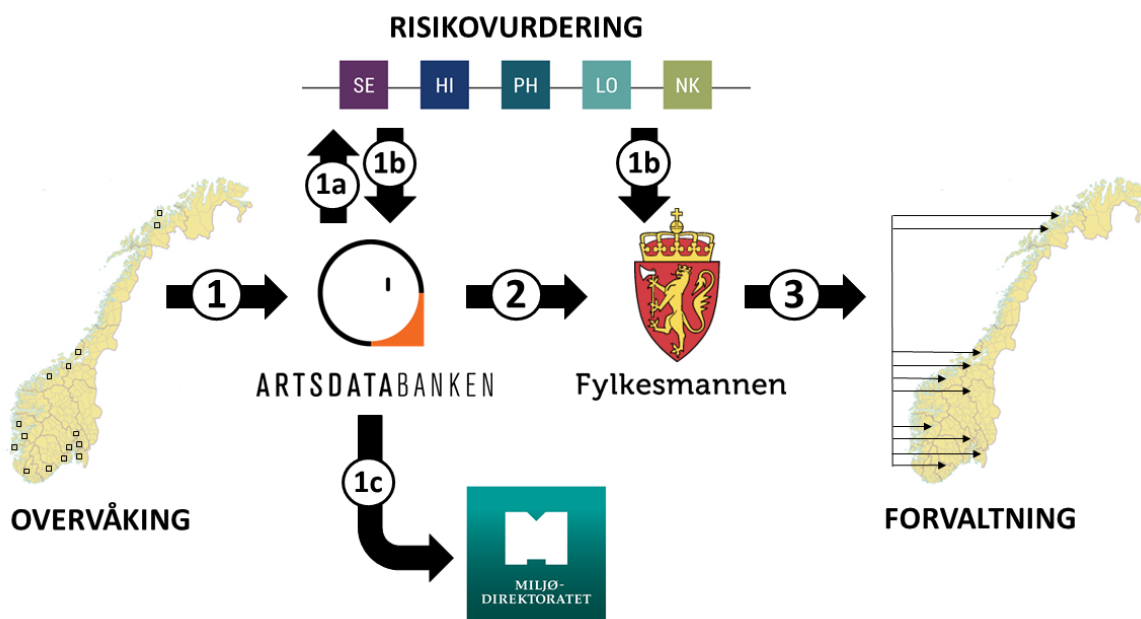 RISIKOVURDERING
SE HI PH LO NK
1a 1b 1b
1 2 3
ARTSDATABANKEN Fylkesmannen
1c
OVERVÅKING FORVALTNING
MILJØ-
DIREKTORATET